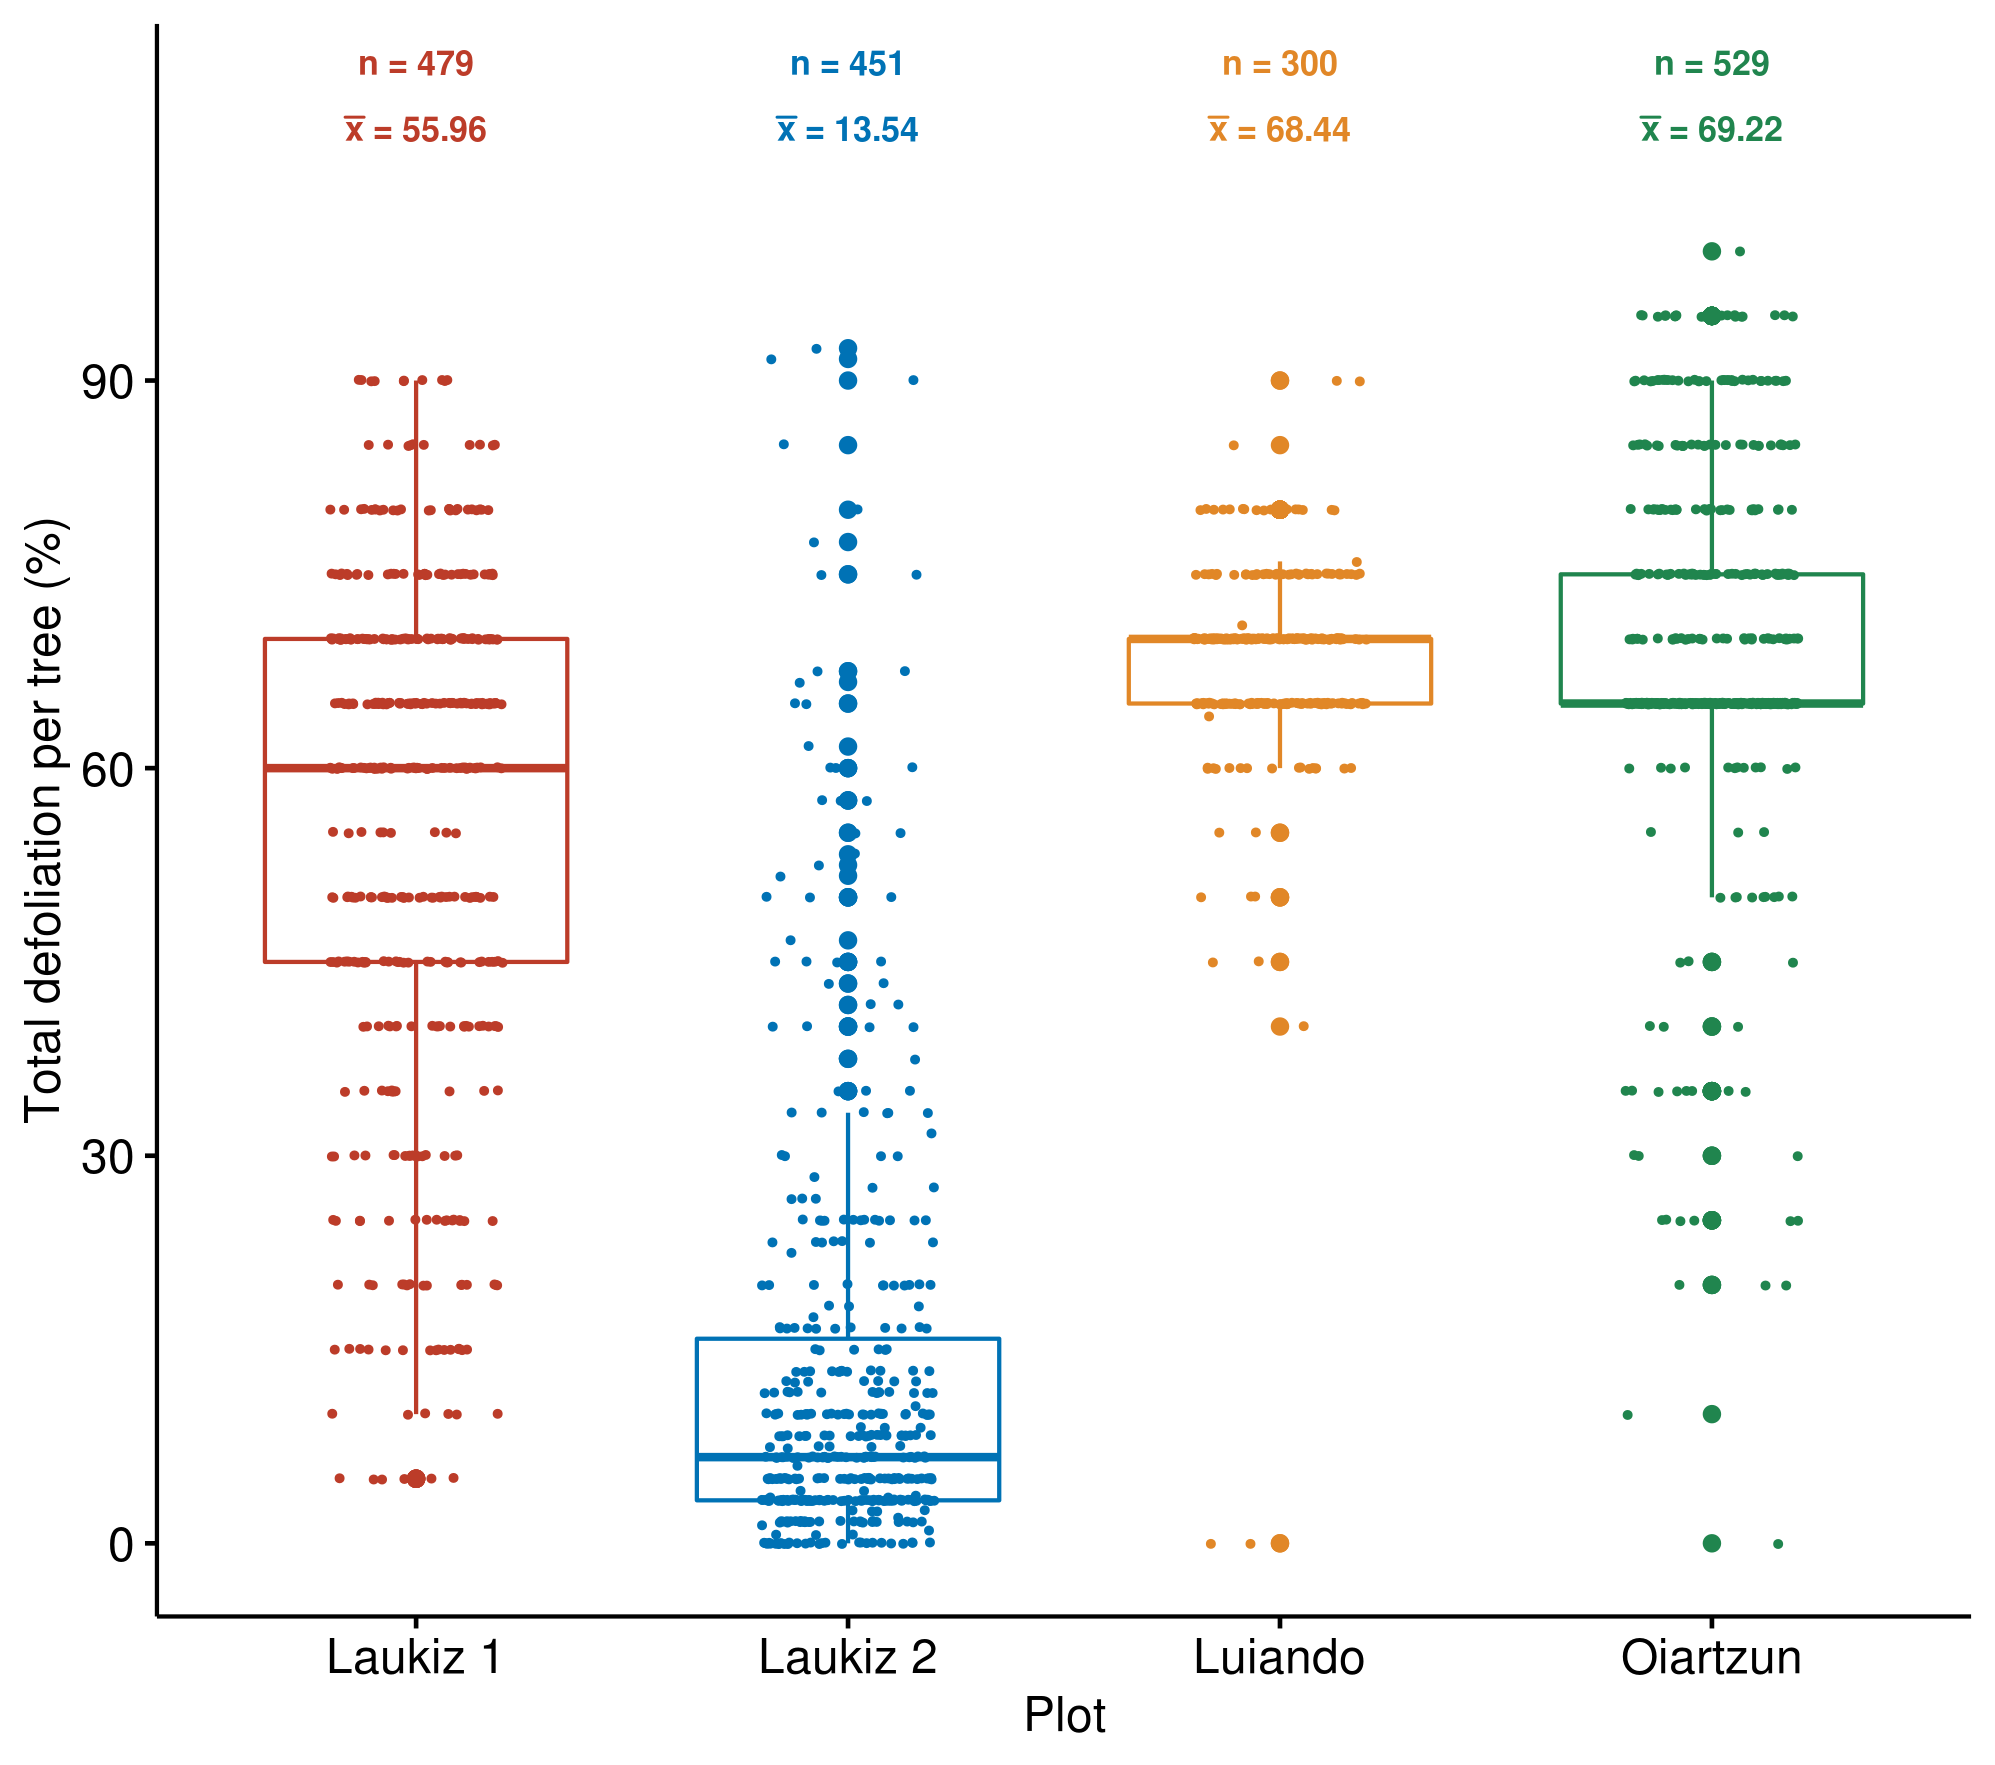 n = 479
n = 451
n = 300
n = 529
x̅ = 55.96
x̅ = 13.54
x̅ = 68.44
x̅ = 69.22
Total defoliation per tree (%)
90
60
30
0
Laukiz 1
Laukiz 2
Luiando
Oiartzun
Plot